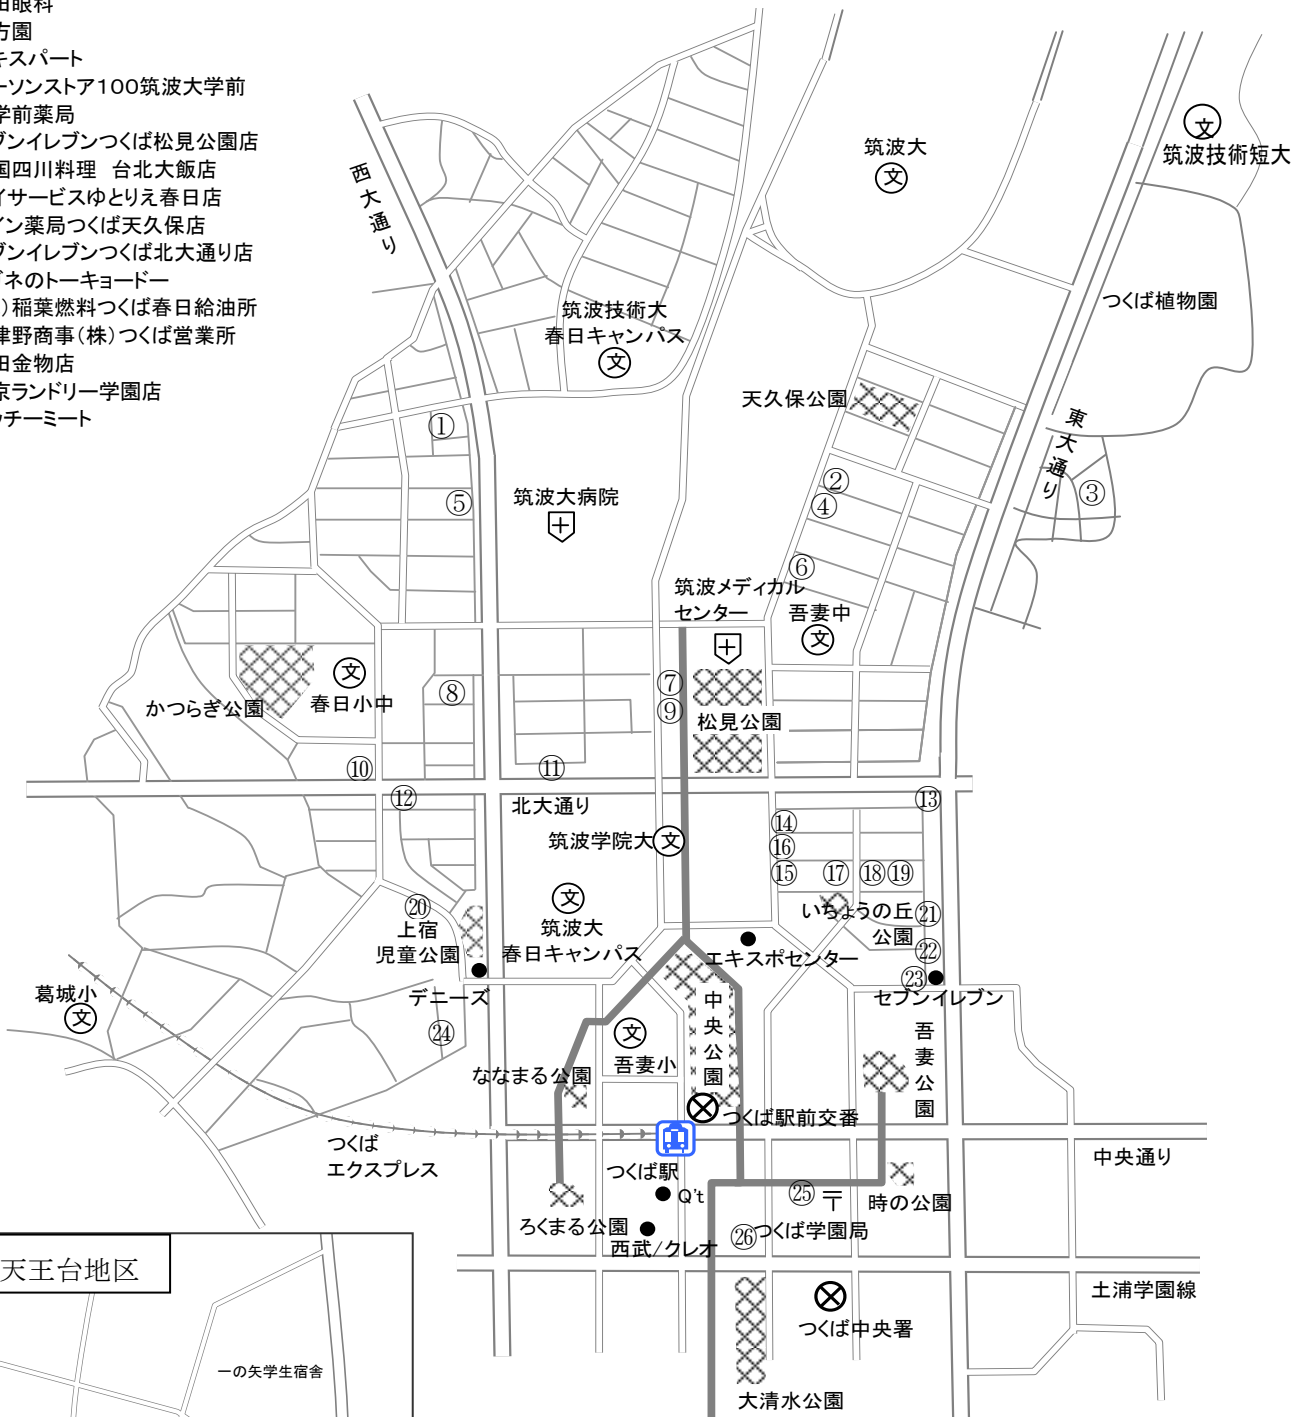 田眼科
方園
キスパート
ーソンストア100筑波大学前
学前薬局
ブンイレブンつくば松見公園店
国四川料理　台北大飯店
イサービスゆとりえ春日店
イン薬局つくば天久保店
ブンイレブンつくば北大通り店
ガネのトーキョードー
）稲葉燃料つくば春日給油所
津野商事(株)つくば営業所
田金物店
京ランドリー学園店
ッチーミート
西大通り
筑波大
文
文
筑波技術短大
つくば植物園
筑波技術大
春日キャンパス
文
天久保公園
東大通り
①
②
③
④
⑤
筑波大病院
⑥
筑波メディカル
センター
吾妻中
文
文
春日小中
かつらぎ公園
⑦
⑧
⑨
松見公園
⑩
⑪
⑫
⑬
北大通り
筑波学院大
文
⑭
⑯
⑮
⑰
⑱
⑲
いちょうの丘
公園
⑳
上宿
児童公園
文
筑波大
春日キャンパス
㉑
㉒
㉓
エキスポセンター
セブンイレブン
デニーズ
葛城小
文
㉔
中央公園
文
吾妻小
吾妻公園
ななまる公園
つくば駅前交番
つくば
エクスプレス
中央通り
つくば駅
Q't
㉕
〒
時の公園
ろくまる公園
西武/クレオ
㉖
つくば学園局
天王台地区
土浦学園線
つくば中央署
一の矢学生宿舎
大清水公園